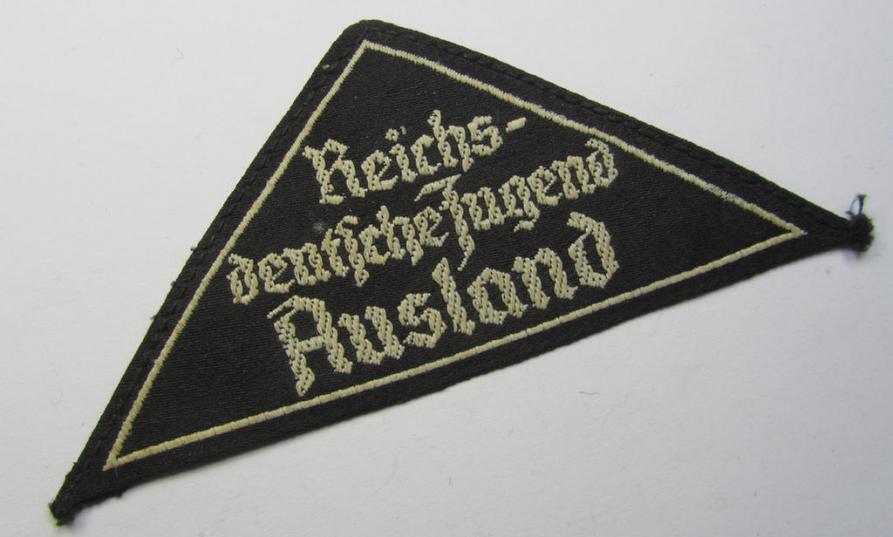 Reichs-
deutsche Jugend
Ausland